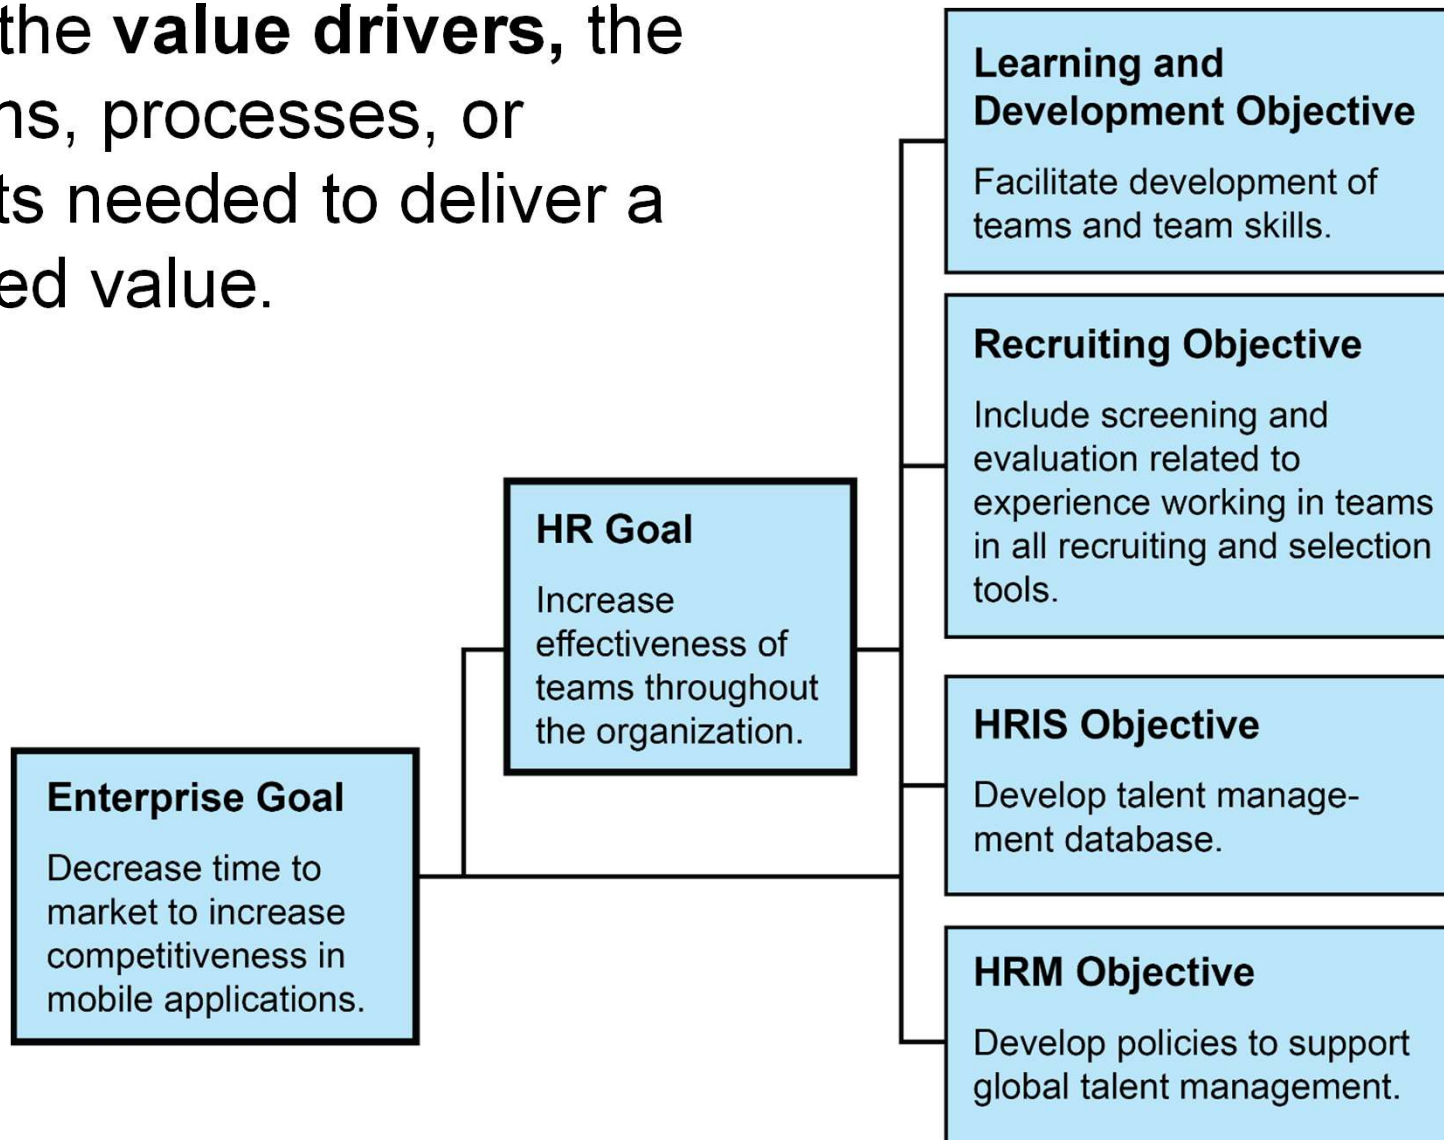 the value drivers, the
ns, processes, or
ts needed to deliver a
ed value.
Learning and
Development Objective
Facilitate development of
teams and team skills.
Recruiting Objective
Include screening and
evaluation related to
experience working in teams
in all recruiting and selection
tools.
HR Goal
Increase
effectiveness of
teams throughout
the organization.
HRIS Objective
Develop talent manage-
ment database.
Enterprise Goal
Decrease time to
market to increase
competitiveness in
mobile applications.
HRM Objective
Develop policies to support
global talent management.